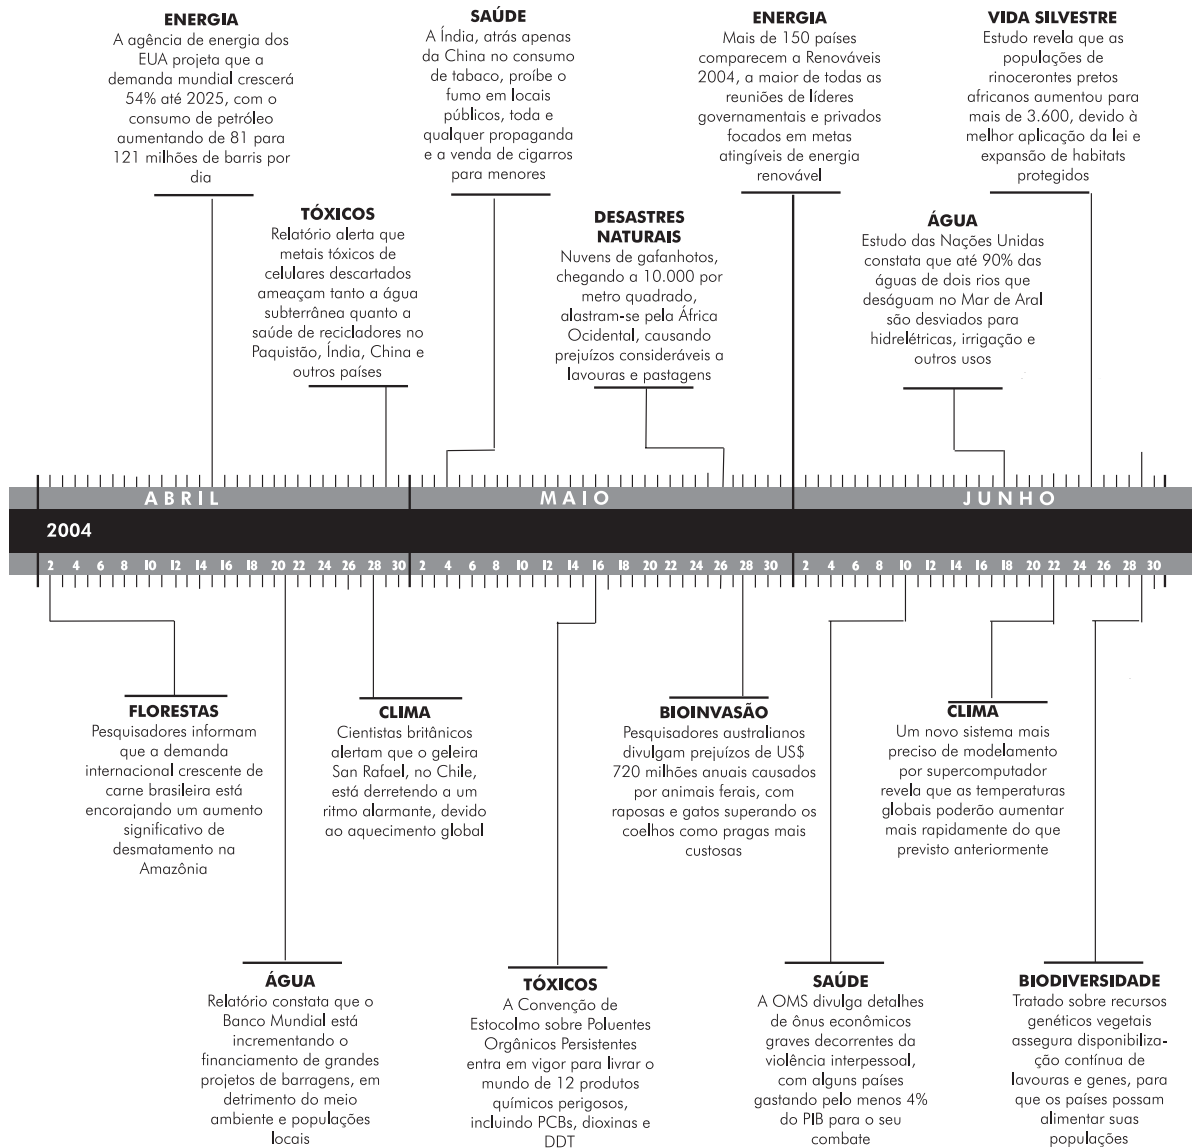 ENERGIA
A agência de energia dos
EUA projeta que a
demanda mundial crescerá
54% até 2025, com o
consumo de petróleo
aumentando de 81 para
121 milhões de barris por
dia
SAÚDE
A Índia, atrás apenas
da China no consumo
de tabaco, proíbe o
fumo em locais
públicos, toda e
qualquer propaganda
e a venda de cigarros
para menores
ENERGIA
Mais de 150 países
comparecem a Renováveis
2004, a maior de todas as
reuniões de líderes
governamentais e privados
focados em metas
atingíveis de energia
renovável
VIDA SILVESTRE
Estudo revela que as
populações de
rinocerontes pretos
africanos aumentou para
mais de 3.600, devido à
melhor aplicação da lei e
expansão de habitats
protegidos
TÓXICOS
Relatório alerta que
metais tóxicos de
celulares descartados
ameaçam tanto a água
subterrânea quanto a
saúde de recicladores no
Paquistão, Índia, China e
outros países
DESASTRES
NATURAIS
Nuvens de gafanhotos,
chegando a 10.000 por
metro quadrado,
alastram-se pela África
Ocidental, causando
prejuízos consideráveis a
lavouras e pastagens
ÁGUA
Estudo das Nações Unidas
constata que até 90% das
águas de dois rios que
deságuam no Mar de Aral
são desviados para
hidrelétricas, irrigação e
outros usos
ABRIL MAIO JUNHO
2004
2 4 6 8 10 12 14 16 18 20 22 24 26 28 30 2 4 6 8 10 12 14 16 18 20 22 24 26 28 30 2 4 6 8 10 12 14 16 18 20 22 24 26 28 30
FLORESTAS
Pesquisadores informam
que a demanda
internacional crescente de
carne brasileira está
encorajando um aumento
significativo de
desmatamento na
Amazônia
CLIMA
Cientistas britânicos
alertam que o geleira
San Rafael, no Chile,
está derretendo a um
ritmo alarmante, devido
ao aquecimento global
BIOINVASÃO
Pesquisadores australianos
divulgam prejuízos de US$
720 milhões anuais causados
por animais ferais, com
raposas e gatos superando os
coelhos como pragas mais
custosas
CLIMA
Um novo sistema mais
preciso de modelamento
por supercomputador
revela que as temperaturas
globais poderão aumentar
mais rapidamente do que
previsto anteriormente
ÁGUA
Relatório constata que o
Banco Mundial está
incrementando o
financiamento de grandes
projetos de barragens, em
detrimento do meio
ambiente e populações
locais
TÓXICOS
A Convenção de
Estocolmo sobre Poluentes
Orgânicos Persistentes
entra em vigor para livrar o
mundo de 12 produtos
químicos perigosos,
incluindo PCBs, dioxinas e
DDT
SAÚDE
A OMS divulga detalhes
de ônus econômicos
graves decorrentes da
violência interpessoal,
com alguns países
gastando pelo menos 4%
do PIB para o seu
combate
BIODIVERSIDADE
Tratado sobre recursos
genéticos vegetais
assegura disponibiliza-
ção contínua de
lavouras e genes, para
que os países possam
alimentar suas
populações